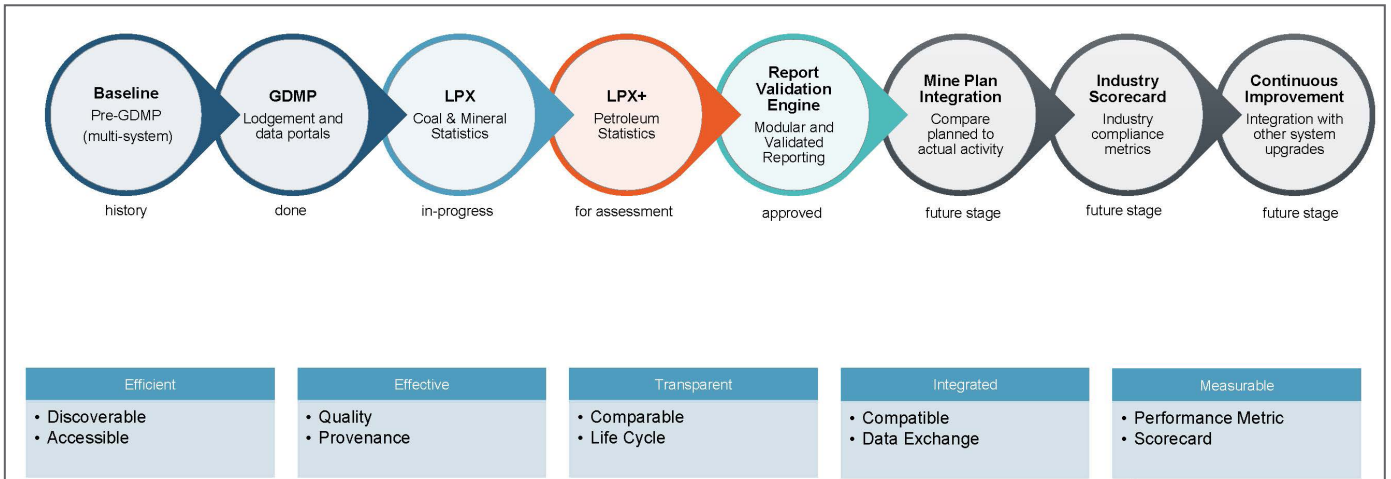 Baseline
Pre-GDMP
(multi-system)
history
GDMP
Lodgement and
data portals
done
LPX
Coal & Mineral
Statistics
in-progress
LPX+
Petroleum
Statistics
for assessment
Report
Validation
Engine
Modular and
Validated
Reporting
approved
Mine Plan
Integration
Compare
planned to
actual activity
future stage
Industry
Scorecard
Industry
compliance
metrics
future stage
Continuous
Improvement
Integration with
other system
upgrades
future stage
Efficient
• Discoverable
• Accessible
Effective
• Quality
• Provenance
Transparent
• Comparable
• Life Cycle
Integrated
• Compatible
• Data Exchange
Measurable
• Performance Metric
• Scorecard